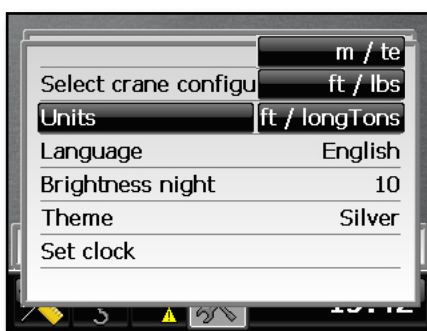 m / te
Select crane configu ft / lbs
Units ft / longTons
Language English
Brightness night 10
Theme Silver
Set clock